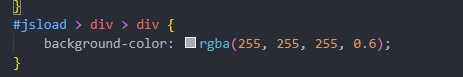 }
#jsload > div > div {
    background-color: rgba(255, 255, 255, 0.6);
}